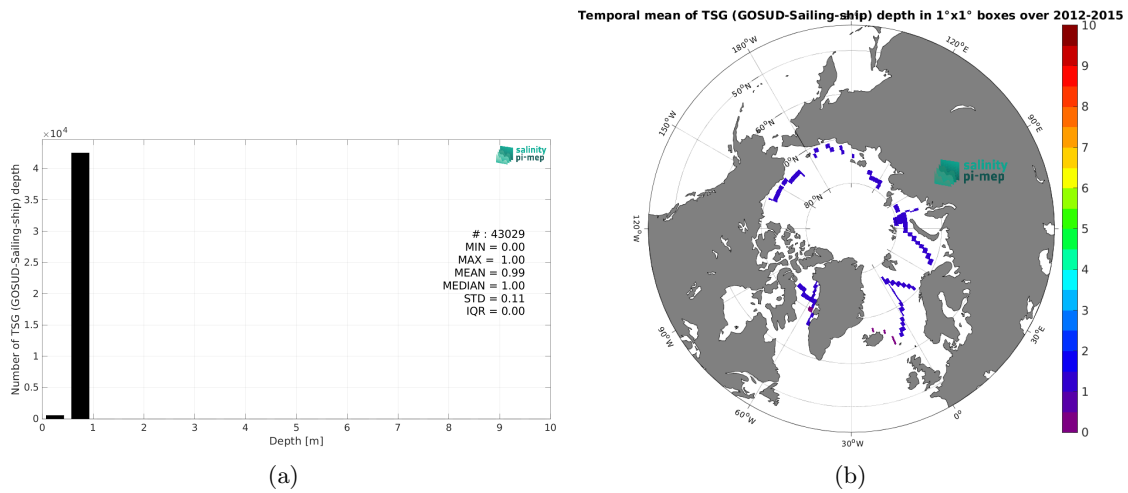 ×10⁴
4
3.5
3
2.5
2
1.5
1
0.5
0
Number of TSG (GOSUD-Sailing-ship) depth
salinity
pi-mep
# : 43029
MIN = 0.00
MAX = 1.00
MEAN = 0.99
MEDIAN = 1.00
STD = 0.11
IQR = 0.00
0 1 2 3 4 5 6 7 8 9 10
Depth [m]
(a)
Temporal mean of TSG (GOSUD-Sailing-ship) depth in 1°x1° boxes over 2012-2015
180°W
120°E
150°W
50°N
60°N
90°E
0°N
80°N
salinity
pi-mep
120°W
90°W
30°E
60°W
0°
30°W
10
9
8
7
6
5
4
3
2
1
0
(b)